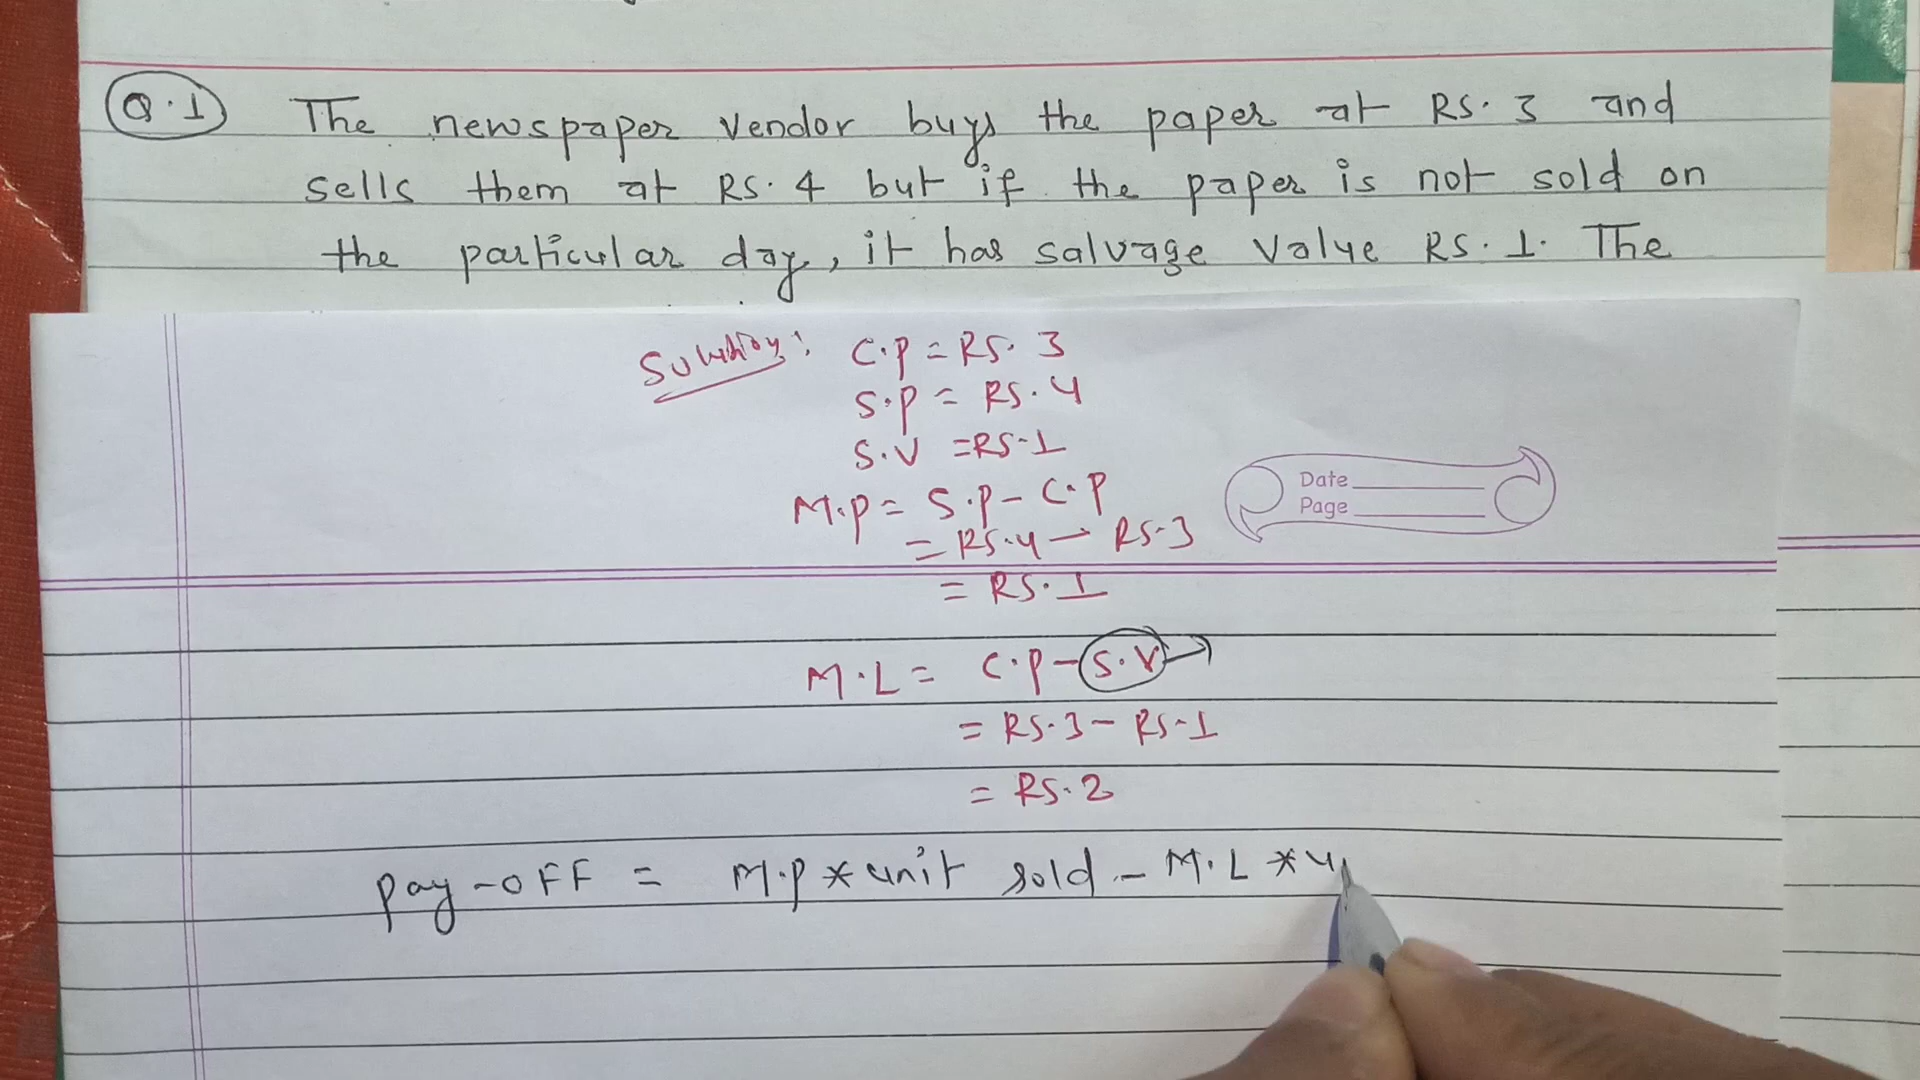 Q.1 The newspaper vendor buys the paper at RS. 3 and
sells them at RS. 4 but if the paper is not sold on
the particular day, it has salvage value RS. 1. The
Solution: C.P = RS. 3
S.P = RS. 4
S.V = RS. 1
M.P = S.P - C.P
= RS. 4 - RS. 3
= RS. 1
Date
Page
M.L = C.P - S.V
= RS. 3 - RS. 1
= RS. 2
Pay-OFF = M.P * unit sold - M.L *